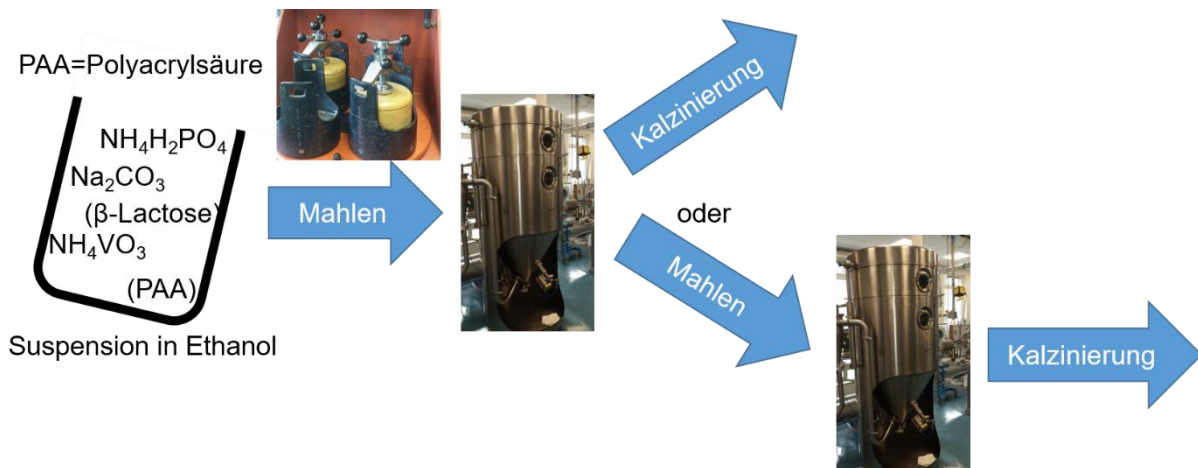 PAA=Polyacrylsäure
NH₄H₂PO₄
Na₂CO₃
(β-Lactose)
NH₄VO₃
(PAA)
Suspension in Ethanol
Mahlen
Kalzinierung
oder
Mahlen
Kalzinierung